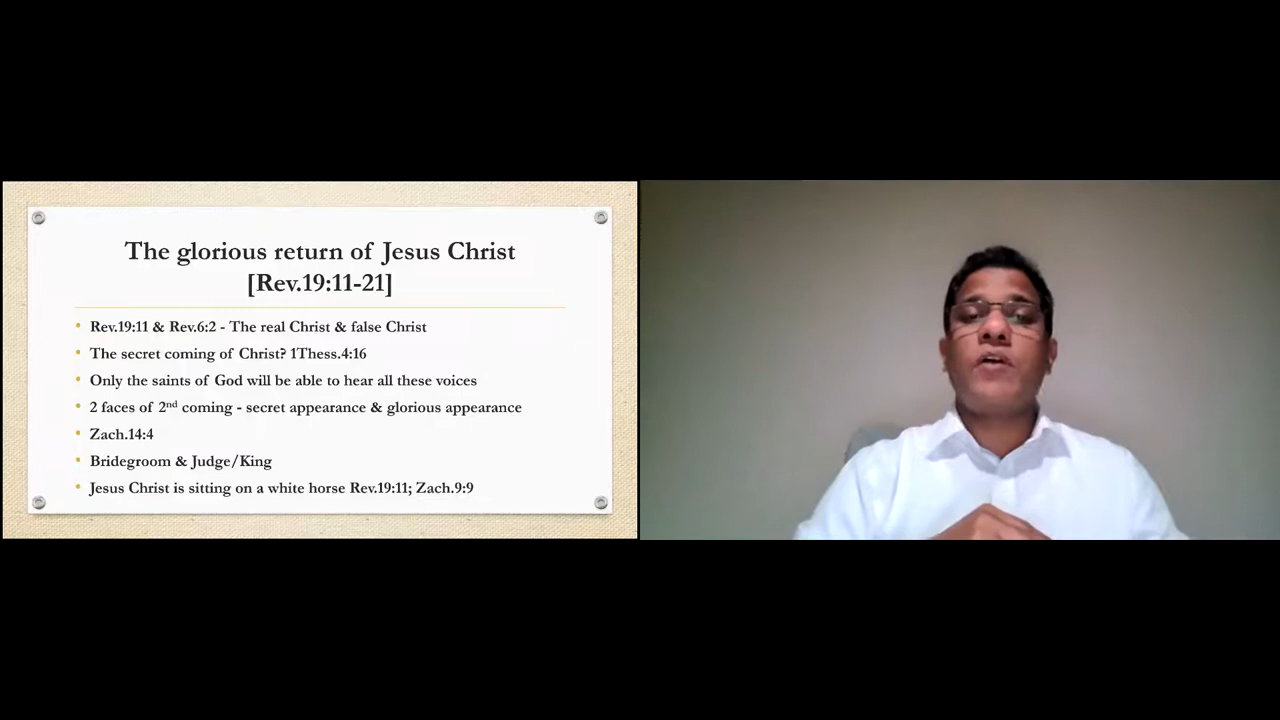 The glorious return of Jesus Christ
[Rev.19:11-21]
Rev.19:11 & Rev.6:2 - The real Christ & false Christ
The secret coming of Christ? 1Thess.4:16
Only the saints of God will be able to hear all these voices
2 faces of 2nd coming - secret appearance & glorious appearance
Zach.14:4
Bridegroom & Judge/King
Jesus Christ is sitting on a white horse Rev.19:11; Zach.9:9